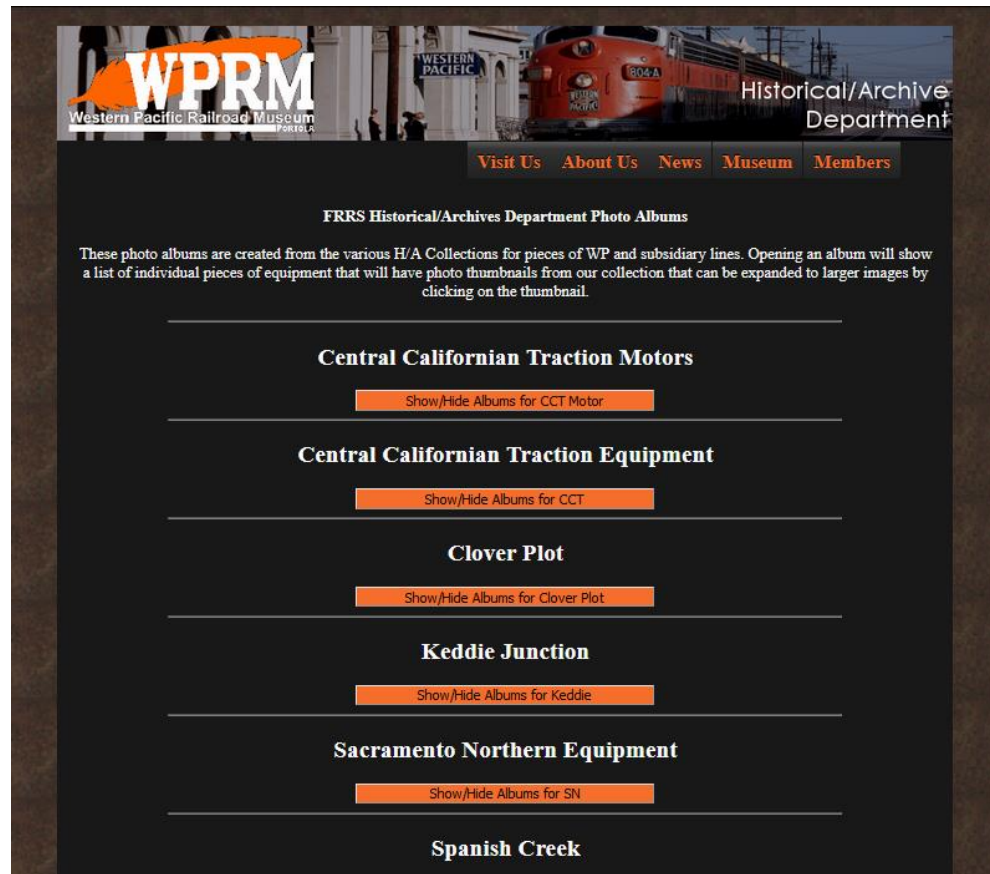 WPRM
Western Pacific Railroad Museum
PORTOLA
WESTERN
PACIFIC
804-A
Historical/Archive
Department
Visit Us About Us News Museum Members
FRRS Historical/Archives Department Photo Albums
These photo albums are created from the various H/A Collections for pieces of WP and subsidiary lines. Opening an album will show
a list of individual pieces of equipment that will have photo thumbnails from our collection that can be expanded to larger images by
clicking on the thumbnail.
Central Californian Traction Motors
Show/Hide Albums for CCT Motor
Central Californian Traction Equipment
Show/Hide Albums for CCT
Clover Plot
Show/Hide Albums for Clover Plot
Keddie Junction
Show/Hide Albums for Keddie
Sacramento Northern Equipment
Show/Hide Albums for SN
Spanish Creek